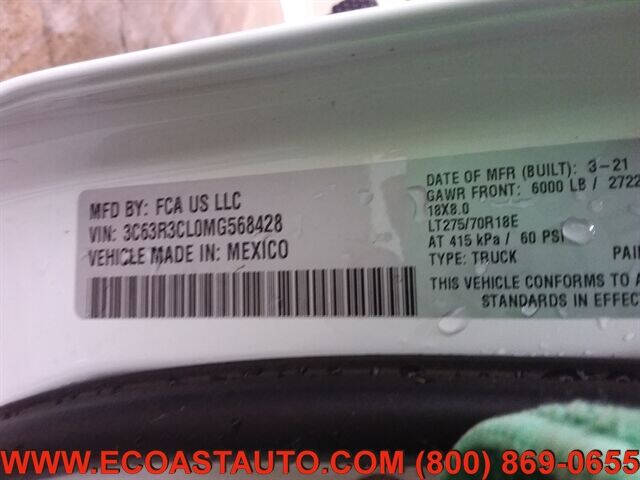 MFD BY: FCA US LLC
VIN: 3C63R3CL0MG568428
VEHICLE MADE IN: MEXICO
DATE OF MFR (BUILT): 3-21
GAWR FRONT: 6000 LB / 2722
18X8.0
LT275/70R18E
AT 415 kPa / 60 PSI
TYPE: TRUCK PAI
THIS VEHICLE CONFORMS TO A
STANDARDS IN EFFEC
WWW.ECOASTAUTO.COM (800) 869-0655